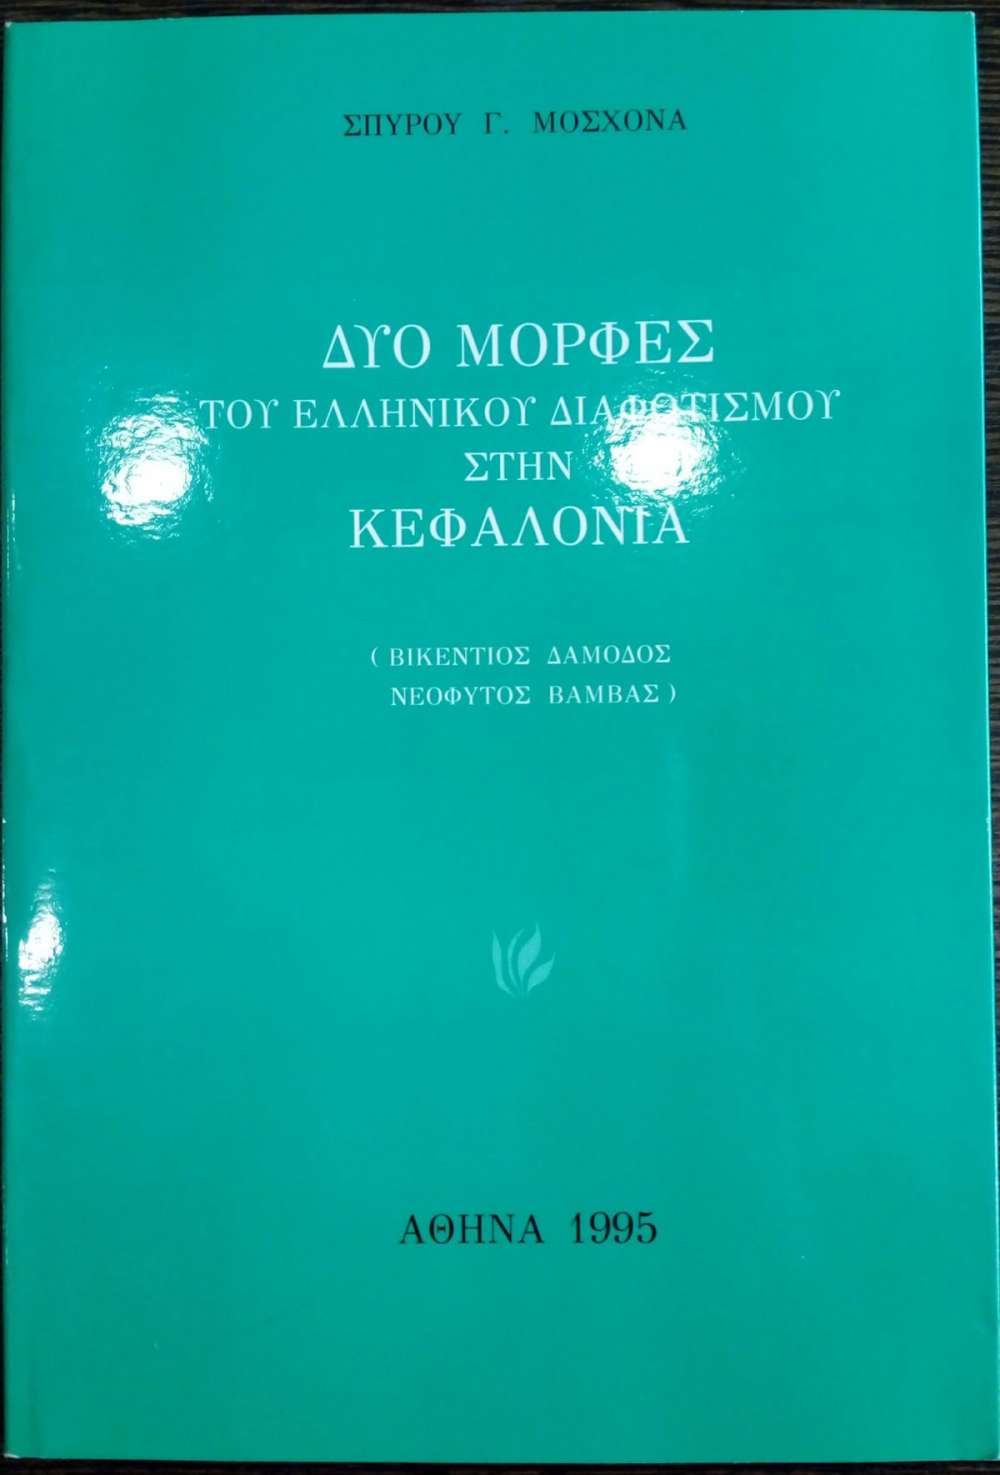 ΣΠΥΡΟΥ Γ. ΜΟΣΧΟΝΑ
ΔΥΟ ΜΟΡΦΕΣ
ΤΟΥ ΕΛΛΗΝΙΚΟΥ ΔΙΑΦΩΤΙΣΜΟΥ
ΣΤΗΝ
ΚΕΦΑΛΟΝΙΑ
( ΒΙΚΕΝΤΙΟΣ ΔΑΜΟΔΟΣ
ΝΕΟΦΥΤΟΣ ΒΑΜΒΑΣ )
ΑΘΗΝΑ 1995